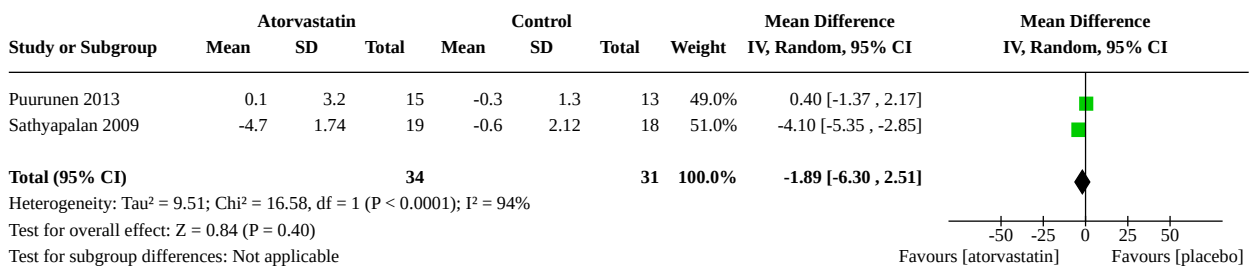 Atorvastatin Control Mean Difference Mean Difference
Study or Subgroup Mean SD Total Mean SD Total Weight IV, Random, 95% CI IV, Random, 95% CI
Puurunen 2013 0.1 3.2 15 -0.3 1.3 13 49.0% 0.40 [-1.37 , 2.17]
Sathyapalan 2009 -4.7 1.74 19 -0.6 2.12 18 51.0% -4.10 [-5.35 , -2.85]
Total (95% CI) 34 31 100.0% -1.89 [-6.30 , 2.51]
Heterogeneity: Tau² = 9.51; Chi² = 16.58, df = 1 (P < 0.0001); I² = 94%
Test for overall effect: Z = 0.84 (P = 0.40)
-50 -25 0 25 50
Test for subgroup differences: Not applicable Favours [atorvastatin] Favours [placebo]